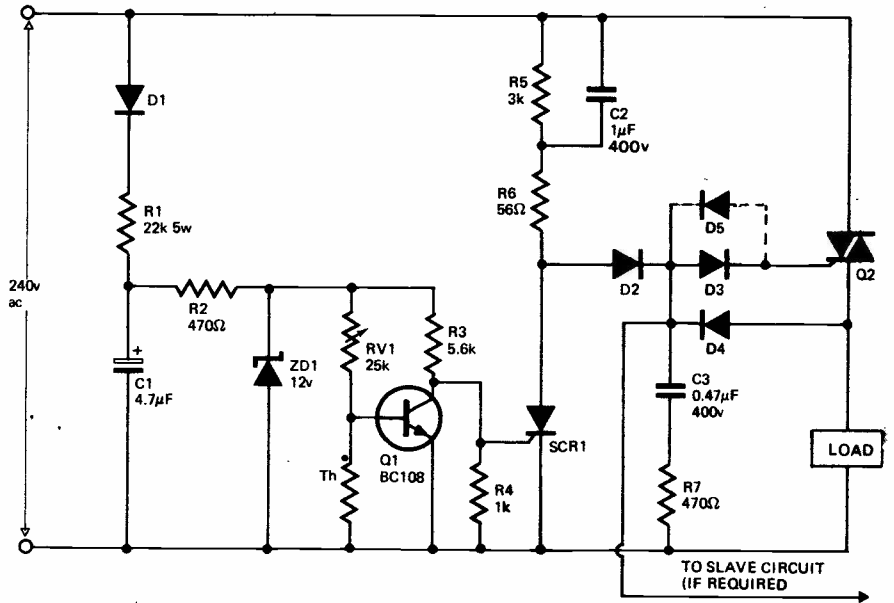 D1
R1
22k 5w
240v
ac
R2
470Ω
C1
4.7µF
+
ZD1
12v
RV1
25k
R3
5.6k
Th
Q1
BC108
R4
1k
R5
3k
C2
1µF
400v
R6
56Ω
SCR1
D2
D5
D3
D4
Q2
C3
0.47µF
400v
R7
470Ω
LOAD
TO SLAVE CIRCUIT
(IF REQUIRED